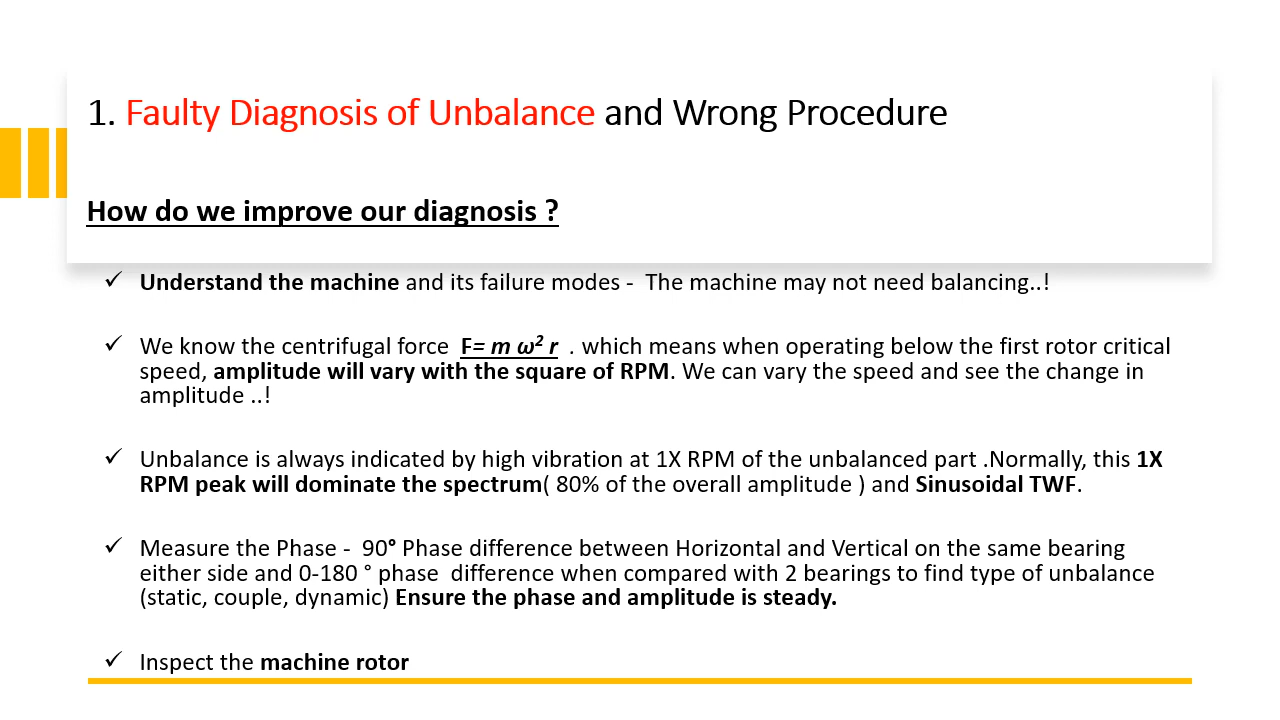 1. Faulty Diagnosis of Unbalance and Wrong Procedure
How do we improve our diagnosis ?
✓ Understand the machine and its failure modes - The machine may not need balancing..!
✓ We know the centrifugal force F= m ω² r . which means when operating below the first rotor critical
speed, amplitude will vary with the square of RPM. We can vary the speed and see the change in
amplitude ..!
✓ Unbalance is always indicated by high vibration at 1X RPM of the unbalanced part .Normally, this 1X
RPM peak will dominate the spectrum( 80% of the overall amplitude ) and Sinusoidal TWF.
✓ Measure the Phase - 90° Phase difference between Horizontal and Vertical on the same bearing
either side and 0-180 ° phase difference when compared with 2 bearings to find type of unbalance
(static, couple, dynamic) Ensure the phase and amplitude is steady.
✓ Inspect the machine rotor